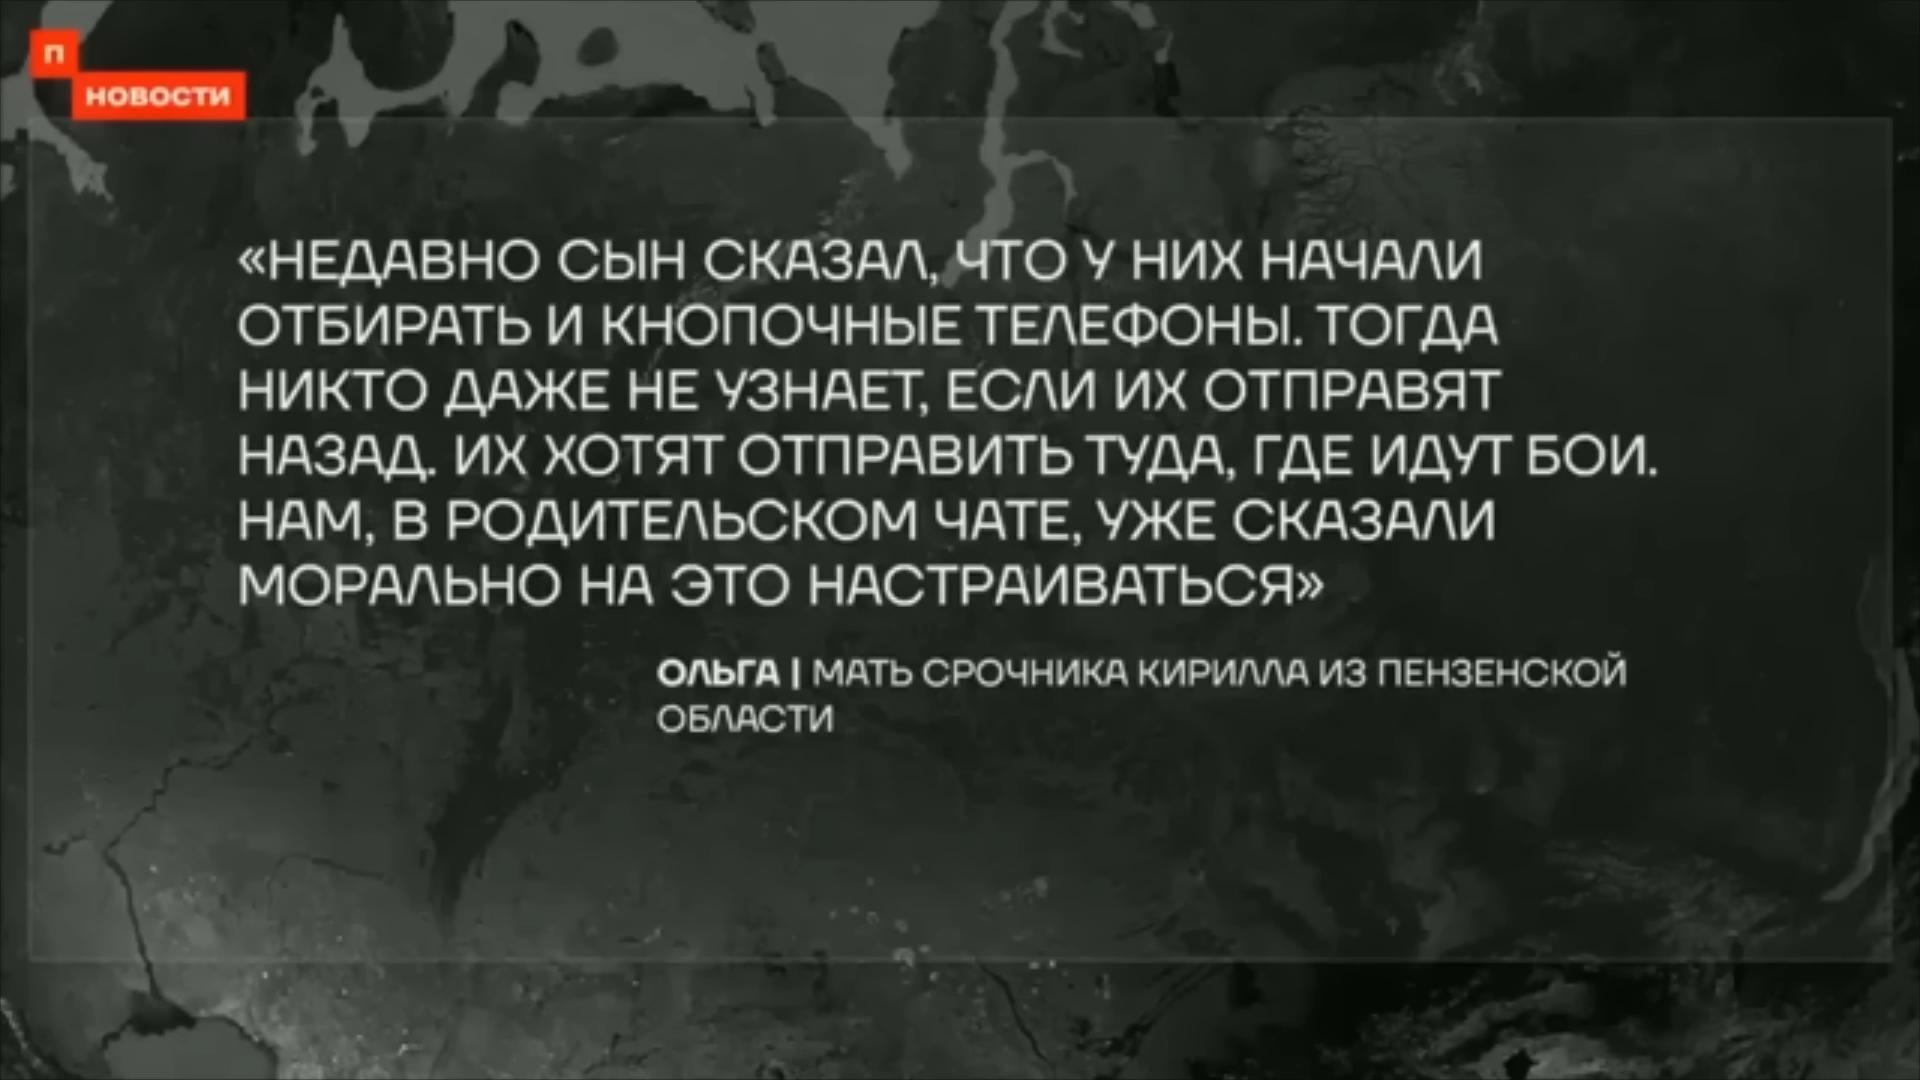 П
НОВОСТИ
«НЕДАВНО СЫН СКАЗАЛ, ЧТО У НИХ НАЧАЛИ
ОТБИРАТЬ И КНОПОЧНЫЕ ТЕЛЕФОНЫ. ТОГДА
НИКТО ДАЖЕ НЕ УЗНАЕТ, ЕСЛИ ИХ ОТПРАВЯТ
НАЗАД. ИХ ХОТЯТ ОТПРАВИТЬ ТУДА, ГДЕ ИДУТ БОИ.
НАМ, В РОДИТЕЛЬСКОМ ЧАТЕ, УЖЕ СКАЗАЛИ
МОРАЛЬНО НА ЭТО НАСТРАИВАТЬСЯ»
ОЛЬГА | МАТЬ СРОЧНИКА КИРИЛЛА ИЗ ПЕНЗЕНСКОЙ
ОБЛАСТИ